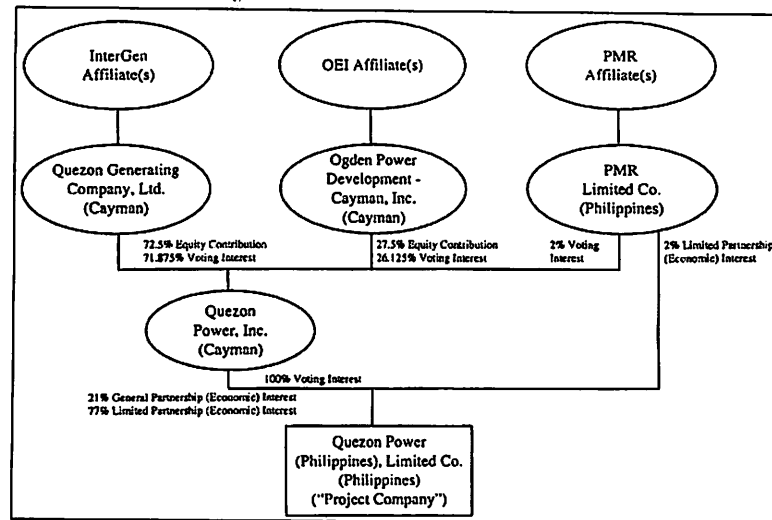 InterGen
Affiliate(s)
OEI Affiliate(s)
PMR
Affiliate(s)
Quezon Generating
Company, Ltd.
(Cayman)
Ogden Power
Development -
Cayman, Inc.
(Cayman)
PMR
Limited Co.
(Philippines)
72.5% Equity Contribution
71.875% Voting Interest
27.5% Equity Contribution
26.125% Voting Interest
2% Voting
Interest
2% Limited Partnership
(Economic) Interest
Quezon
Power, Inc.
(Cayman)
100% Voting Interest
21% General Partnership (Economic) Interest
77% Limited Partnership (Economic) Interest
Quezon Power
(Philippines), Limited Co.
(Philippines)
("Project Company")